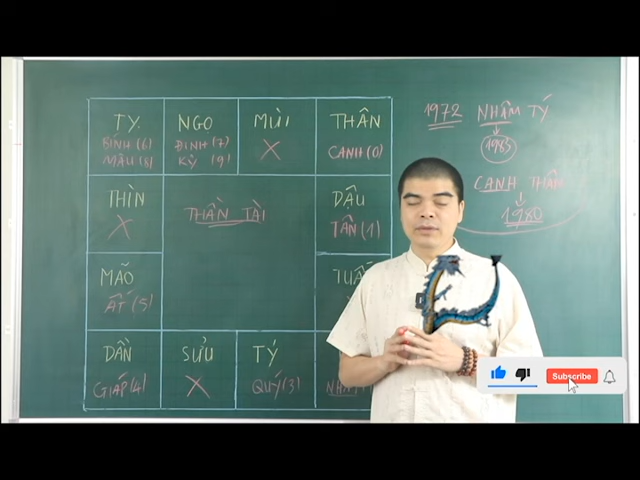 TỴ
BÍNH (6)
MẬU (8)
NGỌ
ĐINH (7)
KỶ (9)
MÙI
X
THÂN
CANH (0)
1972 NHÂM TÝ
1983
CANH THÂN
1980
THÌN
X
THẦN TÀI
DẬU
TÂN (1)
MÃO
ẤT (5)
DẦN
GIÁP (4)
SỬU
X
TÝ
QUÝ (3)
Subscribe